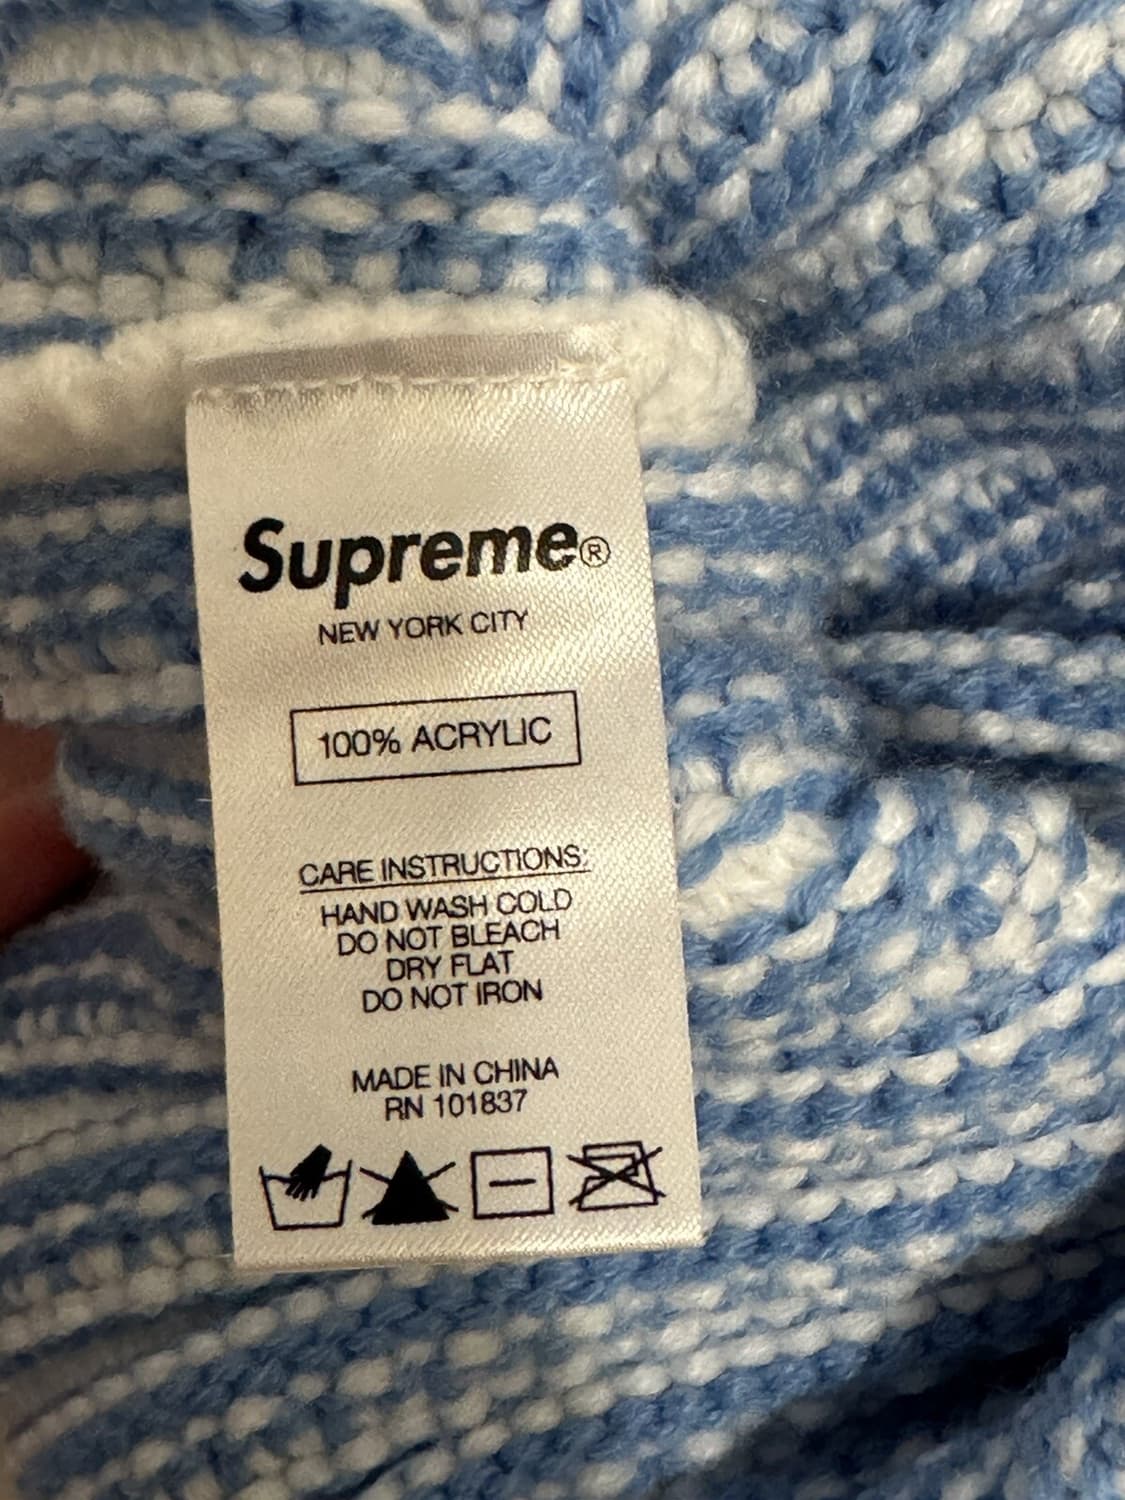 Supreme®
NEW YORK CITY
100% ACRYLIC
CARE INSTRUCTIONS:
HAND WASH COLD
DO NOT BLEACH
DRY FLAT
DO NOT IRON
MADE IN CHINA
RN 101837